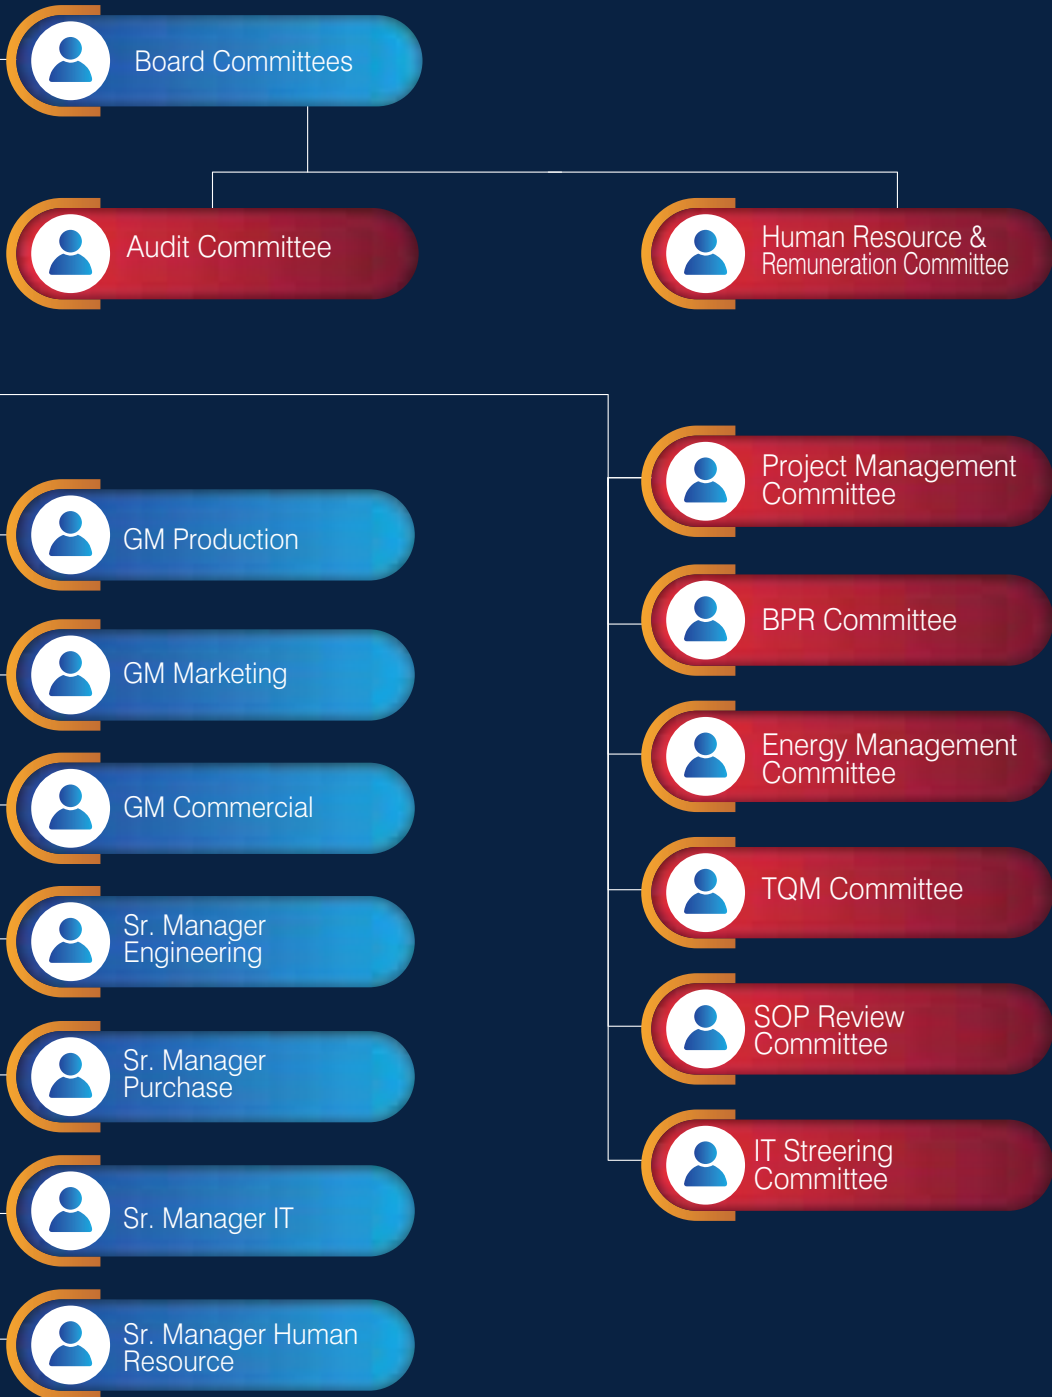 Board Committees
Audit Committee
Human Resource &
Remuneration Committee
GM Production
GM Marketing
GM Commercial
Sr. Manager
Engineering
Sr. Manager
Purchase
Sr. Manager IT
Sr. Manager Human
Resource
Project Management
Committee
BPR Committee
Energy Management
Committee
TQM Committee
SOP Review
Committee
IT Streering
Committee